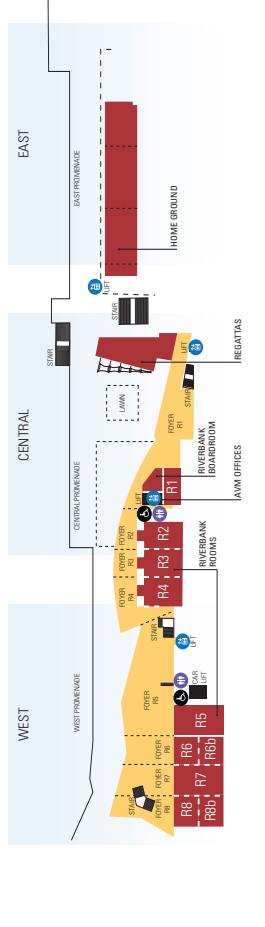 WEST
CENTRAL
EAST
WEST PROMENADE
CENTRAL PROMENADE
EAST PROMENADE
STAIR
LAWN
STAIR
LIFT
FOYER
R8
FOYER
R7
FOYER
R6
FOYER
R5
FOYER
R4
FOYER
R3
FOYER
R2
FOYER
R1
STAIR
STAIR
LIFT
LIFT
STAIR
LIFT
CAR
LIFT
R8
R8b
R7
R6
R6b
R5
R4
R3
R2
R1
RIVERBANK
ROOMS
AVM OFFICES
RIVERBANK
BOARDROOM
REGATTAS
HOME GROUND